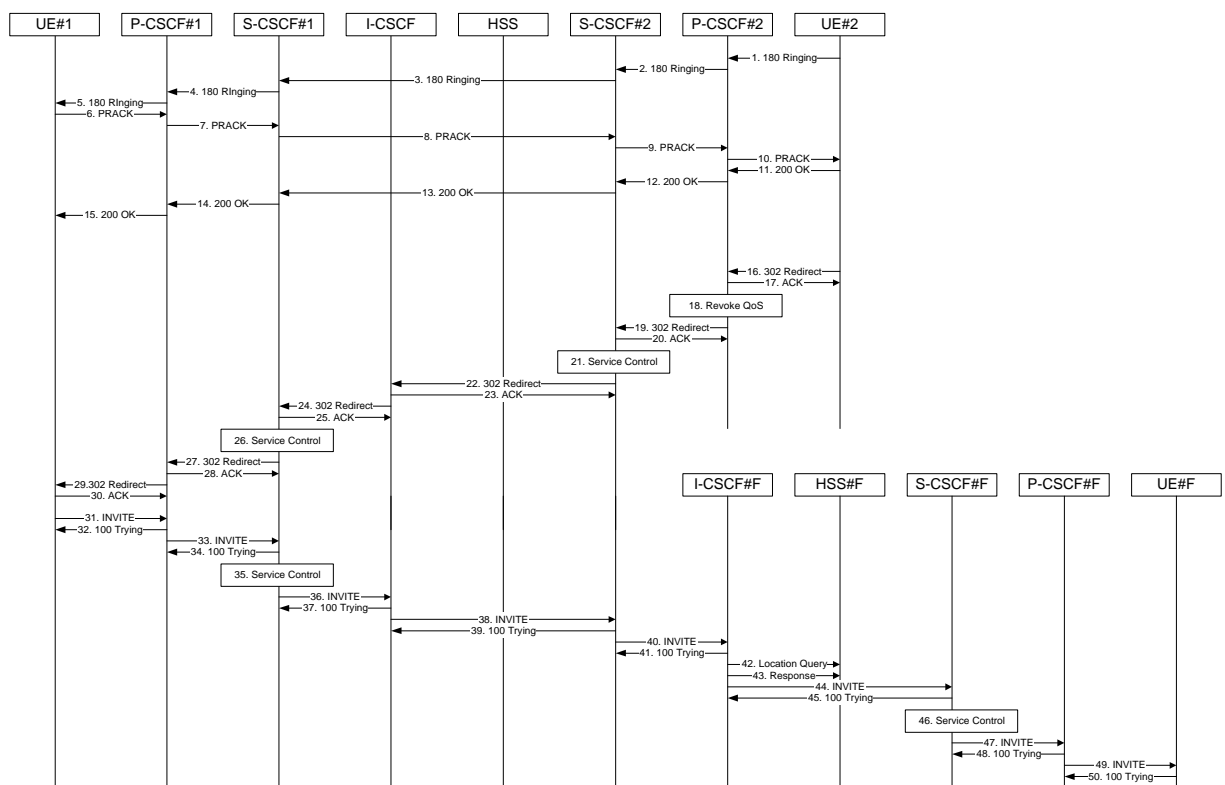 UE#1 P-CSCF#1 S-CSCF#1 I-CSCF HSS S-CSCF#2 P-CSCF#2 UE#2
1. 180 Ringing
2. 180 Ringing
3. 180 Ringing
4. 180 RInging
5. 180 RInging
6. PRACK
7. PRACK
8. PRACK
9. PRACK
10. PRACK
11. 200 OK
12. 200 OK
13. 200 OK
14. 200 OK
15. 200 OK
16. 302 Redirect
17. ACK
18. Revoke QoS
19. 302 Redirect
20. ACK
21. Service Control
22. 302 Redirect
23. ACK
24. 302 Redirect
25. ACK
26. Service Control
27. 302 Redirect
28. ACK
I-CSCF#F HSS#F S-CSCF#F P-CSCF#F UE#F
29.302 Redirect
30. ACK
31. INVITE
32. 100 Trying
33. INVITE
34. 100 Trying
35. Service Control
36. INVITE
37. 100 Trying
38. INVITE
39. 100 Trying
40. INVITE
41. 100 Trying
42. Location Query
43. Response
44. INVITE
45. 100 Trying
46. Service Control
47. INVITE
48. 100 Trying
49. INVITE
50. 100 Trying